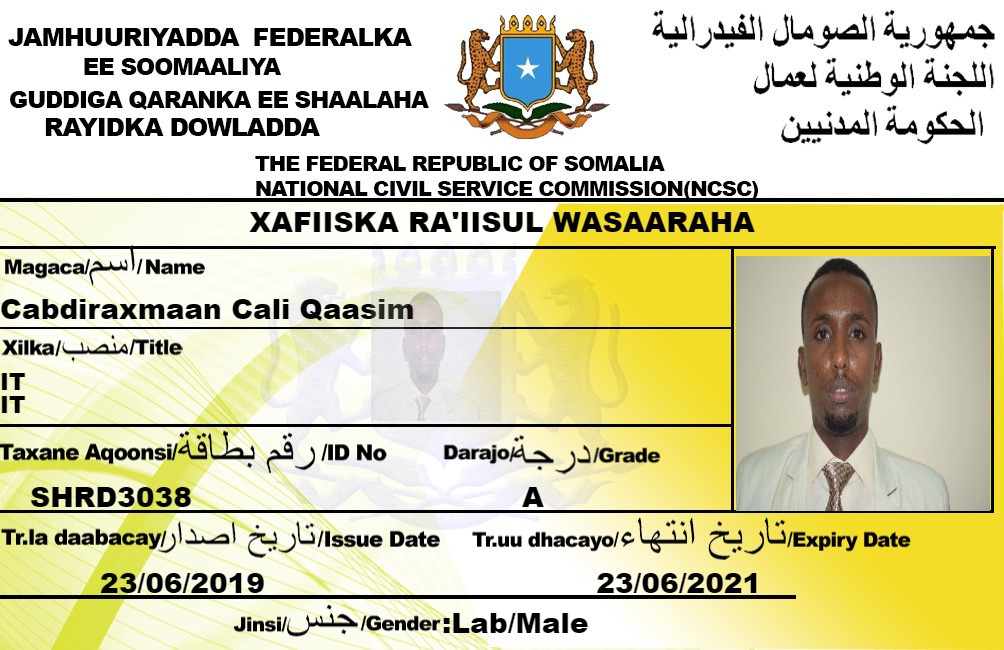 JAMHUURIYADDA FEDERALKA
EE SOOMAALIYA
GUDDIGA QARANKA EE SHAALAHA
RAYIDKA DOWLADDA
جمهورية الصومال الفيدرالية
اللجنة الوطنية لعمال
الحكومة المدنيين
THE FEDERAL REPUBLIC OF SOMALIA
NATIONAL CIVIL SERVICE COMMISSION(NCSC)
XAFIISKA RA'IISUL WASAARAHA
Magaca/اسم/Name
Cabdiraxmaan Cali Qaasim
Xilka/منصب/Title
IT
IT
Taxane Aqoonsi/رقم بطاقة/ID No
Darajo/درجة/Grade
SHRD3038
A
Tr.la daabacay/تاريخ اصدار/Issue Date
Tr.uu dhacayo/تاريخ انتهاء/Expiry Date
23/06/2019
23/06/2021
Jinsi/جنس/Gender:Lab/Male